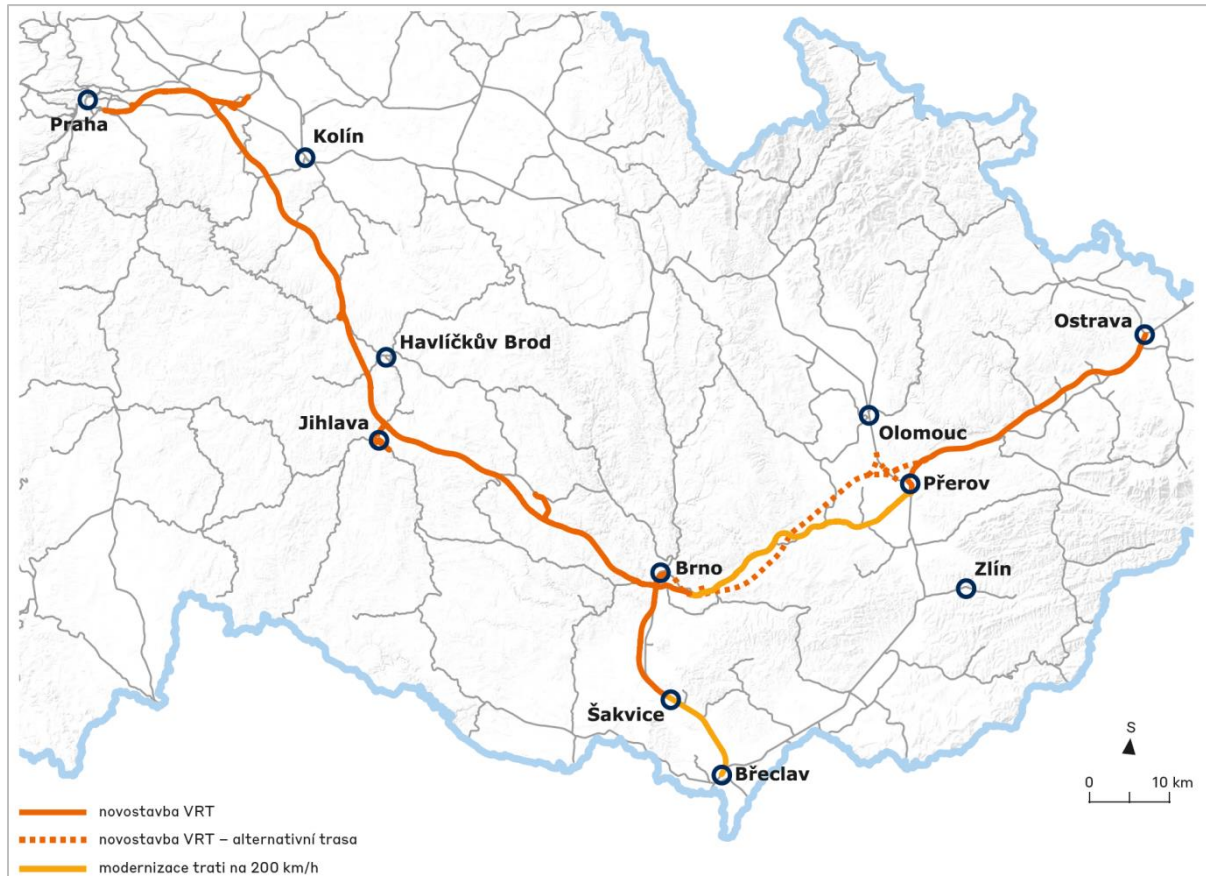 Praha
Kolín
Ostrava
Havlíčkův Brod
Jihlava
Olomouc
Přerov
Brno
Zlín
Šakvice
Břeclav
S
0 10 km
novostavba VRT
novostavba VRT – alternativní trasa
modernizace trati na 200 km/h